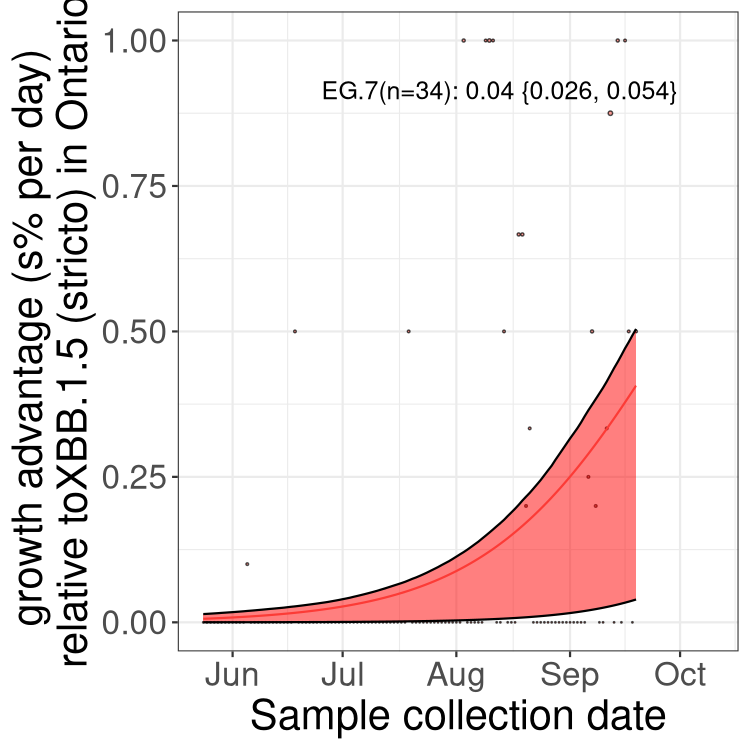 growth advantage (s% per day)
relative toXBB.1.5 (stricto) in Ontario
1.00
0.75
0.50
0.25
0.00
EG.7(n=34): 0.04 {0.026, 0.054}
Jun Jul Aug Sep Oct
Sample collection date